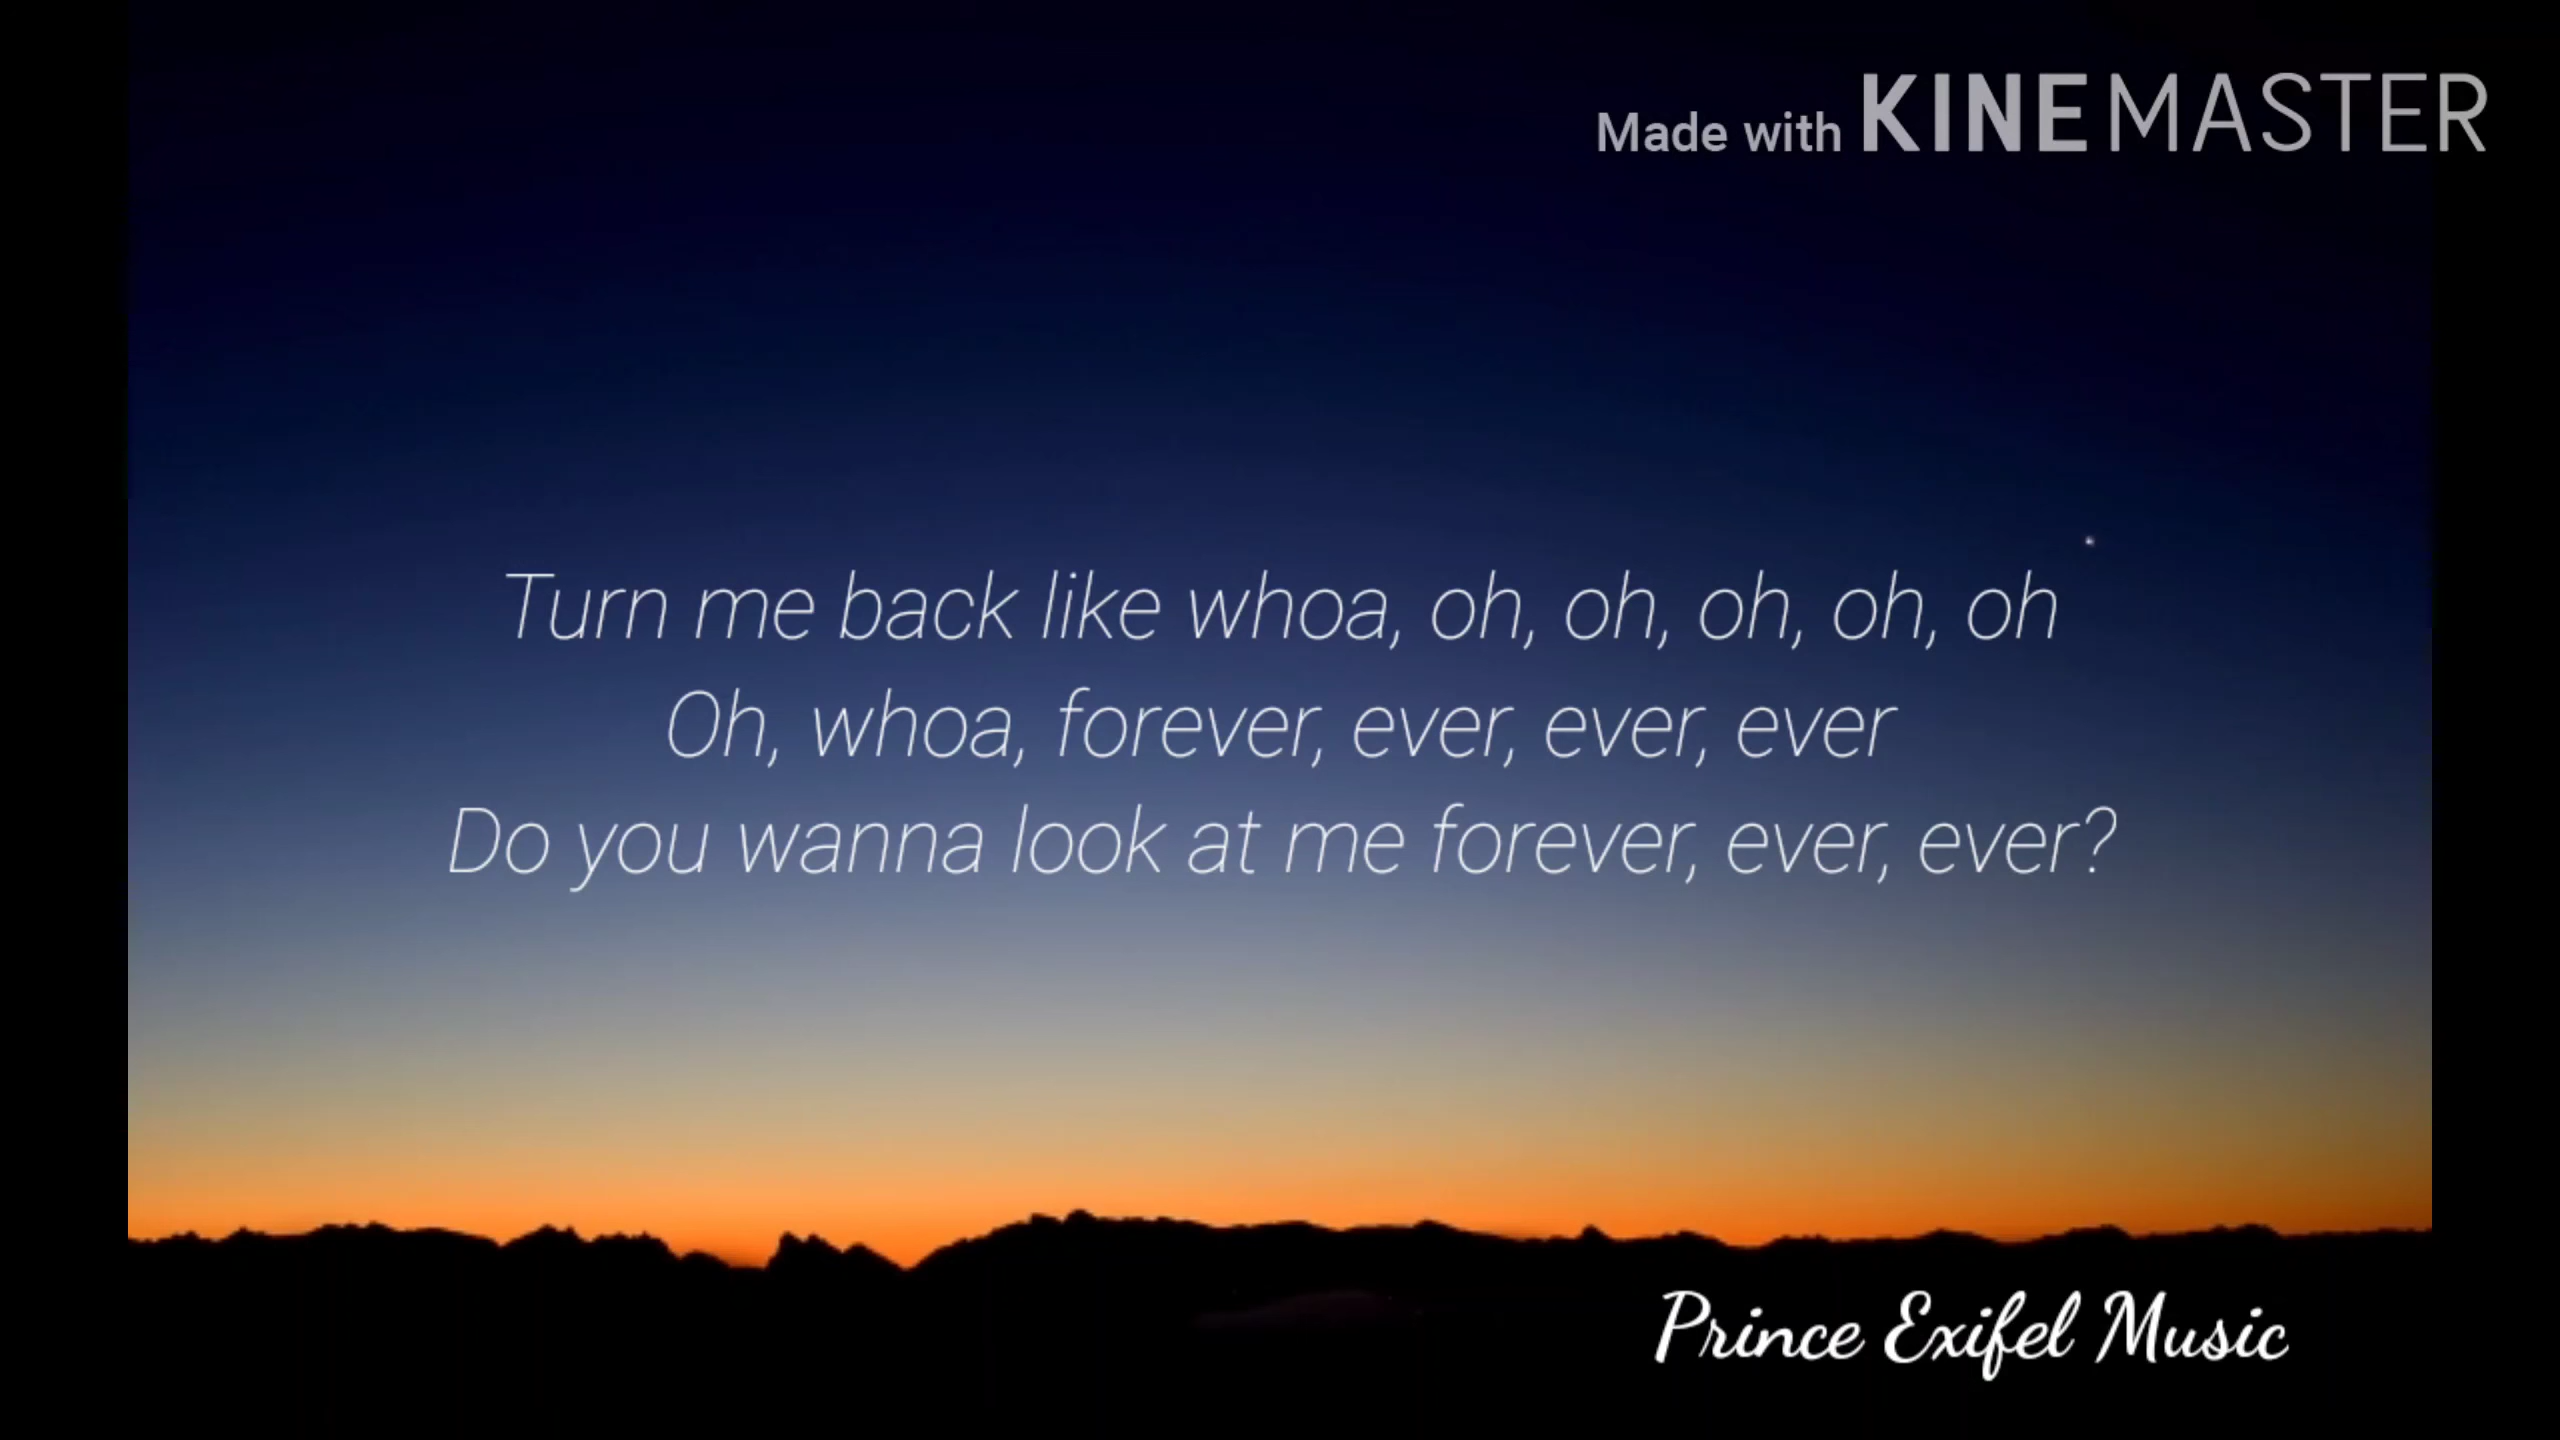 Made with KINEMASTER
Turn me back like whoa, oh, oh, oh, oh, oh
Oh, whoa, forever, ever, ever, ever
Do you wanna look at me forever, ever, ever?
Prince Exifel Music